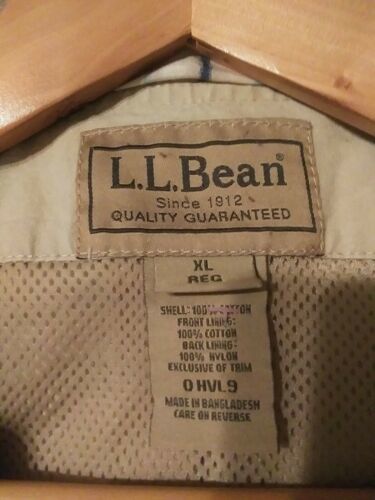 L.L.Bean®
Since 1912
QUALITY GUARANTEED
XL
REG
SHELL: 100% COTTON
FRONT LINING:
100% COTTON
BACK LINING:
100% NYLON
EXCLUSIVE OF TRIM
0 HVL9
MADE IN BANGLADESH
CARE ON REVERSE